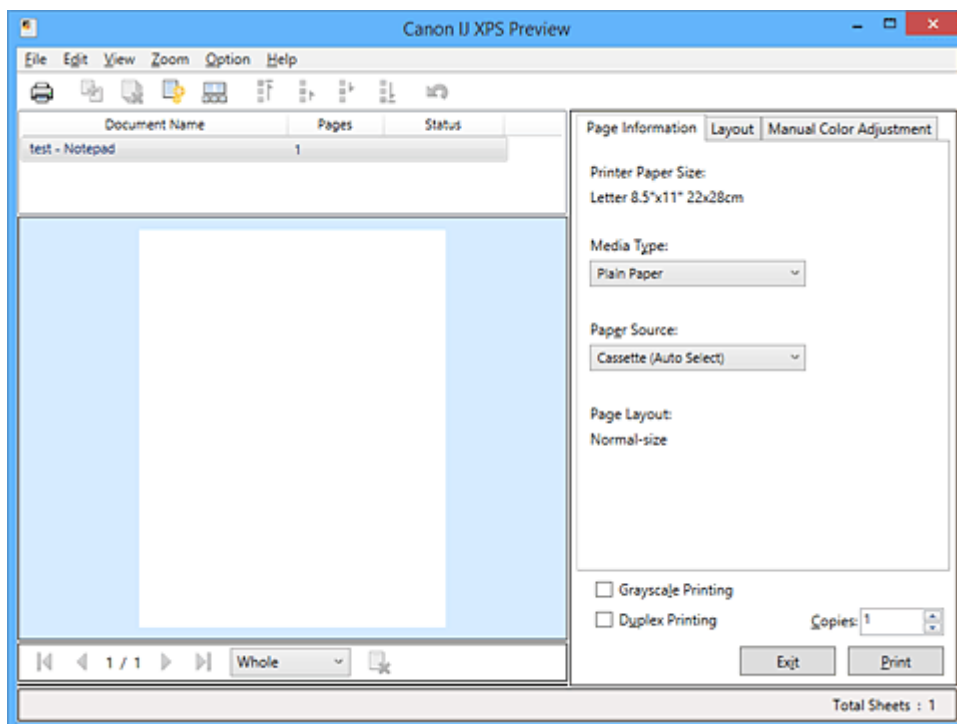 Canon IJ XPS Preview
File Edit View Zoom Option Help
Document Name Pages Status
test - Notepad 1
Page Information Layout Manual Color Adjustment
Printer Paper Size:
Letter 8.5"x11" 22x28cm
Media Type:
Plain Paper
Paper Source:
Cassette (Auto Select)
Page Layout:
Normal-size
Grayscale Printing
Duplex Printing
Copies: 1
1 / 1 Whole
Exit Print
Total Sheets : 1